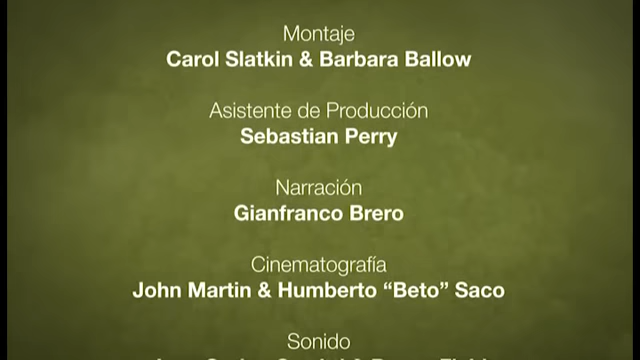 Montaje
Carol Slatkin & Barbara Ballow
Asistente de Producción
Sebastian Perry
Narración
Gianfranco Brero
Cinematografía
John Martin & Humberto “Beto” Saco
Sonido